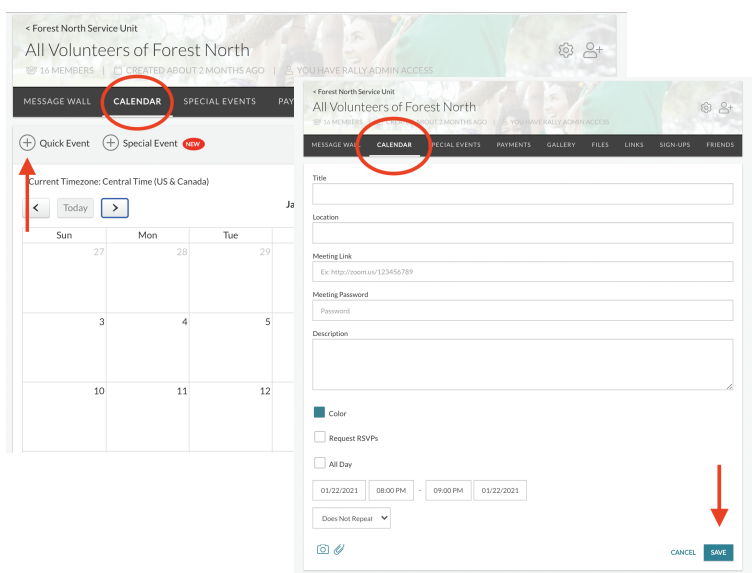 < Forest North Service Unit
All Volunteers of Forest North
16 MEMBERS | CREATED ABOUT 2 MONTHS AGO | YOU HAVE RALLY ADMIN ACCESS
MESSAGE WALL CALENDAR SPECIAL EVENTS PAY
Quick Event Special Event NEW
Current Timezone: Central Time (US & Canada)
< Today > Ja
Sun Mon Tue
27 28 29
3 4 5
10 11 12
< Forest North Service Unit
All Volunteers of Forest North
16 MEMBERS | CREATED ABOUT 2 MONTHS AGO | YOU HAVE RALLY ADMIN ACCESS
MESSAGE WALL CALENDAR SPECIAL EVENTS PAYMENTS GALLERY FILES LINKS SIGN-UPS FRIENDS
Title
Location
Meeting Link
Ex: http://zoom.us/123456789
Meeting Password
Password
Description
Color
Request RSVPs
All Day
01/22/2021 08:00 PM - 09:00 PM 01/22/2021
Does Not Repeat
CANCEL SAVE